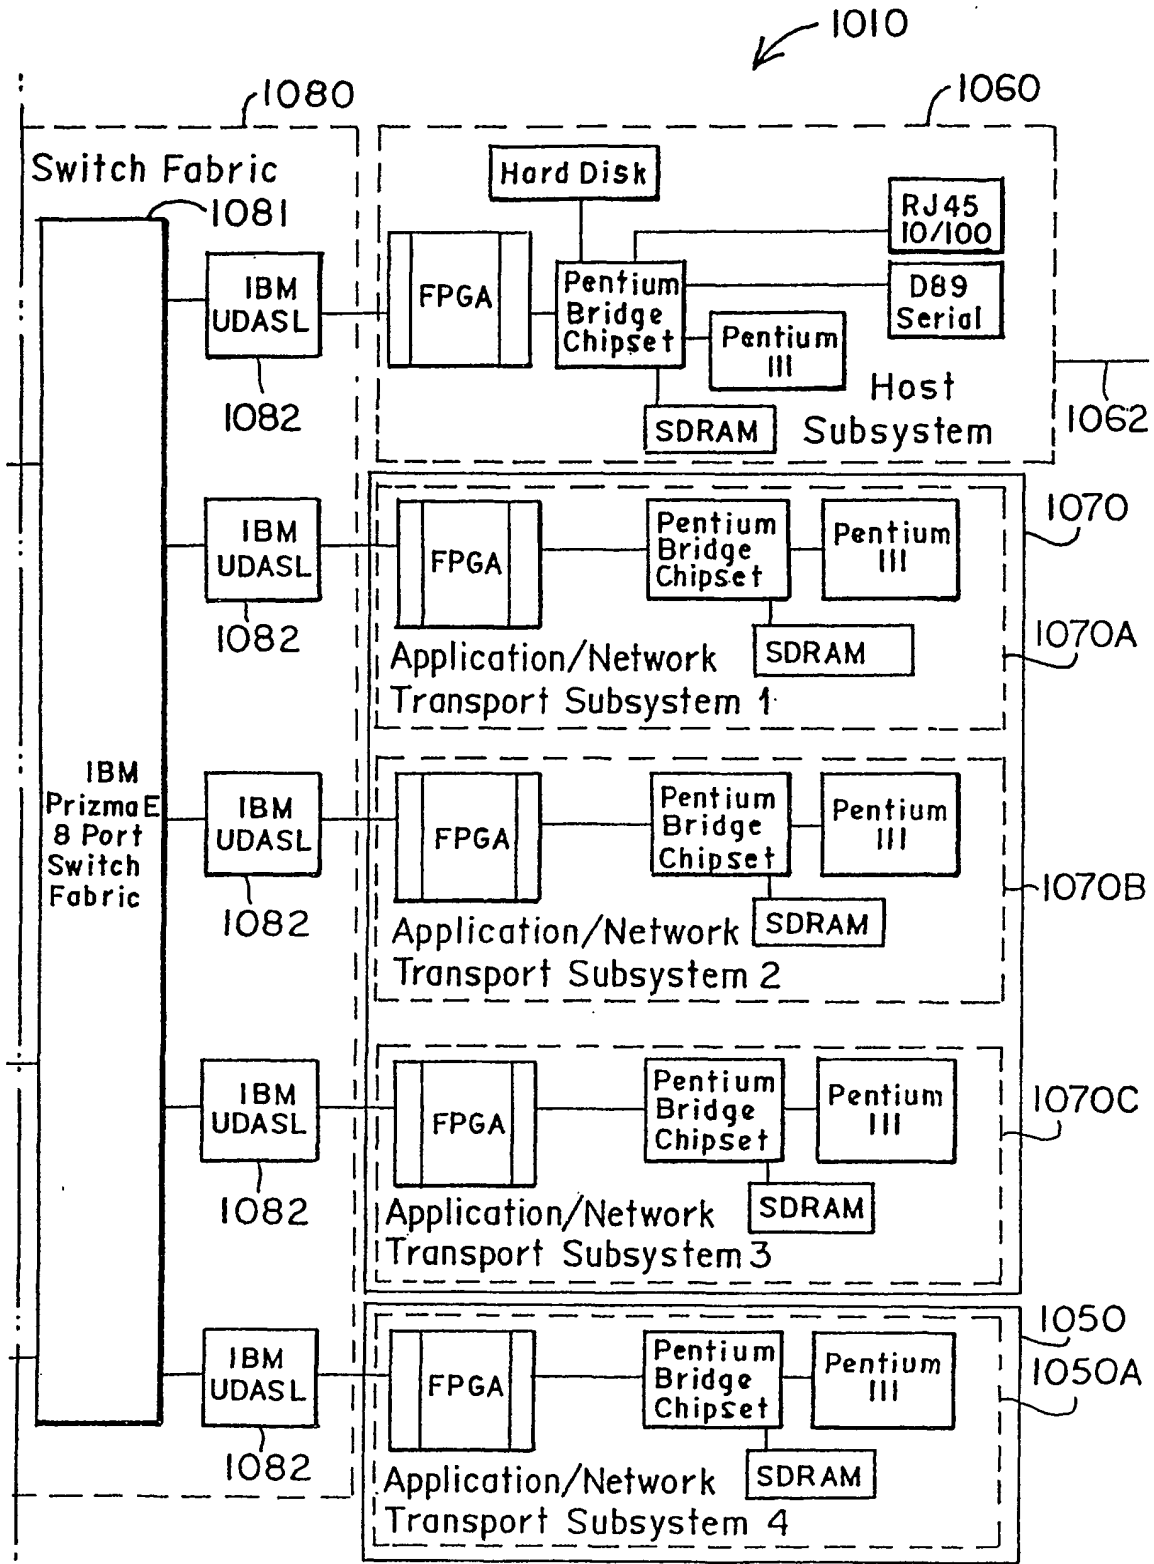 1010
1080
1060
Switch Fabric
1081
Hard Disk
RJ45
10/100
IBM
UDASL
FPGA
Pentium
Bridge
Chipset
D89
Serial
Pentium
III
1082
SDRAM
Host
Subsystem
1062
IBM
UDASL
FPGA
Pentium
Bridge
Chipset
Pentium
III
1070
1082
Application/Network
Transport Subsystem 1
SDRAM
1070A
IBM
PrizmaE
8 Port
Switch
Fabric
IBM
UDASL
FPGA
Pentium
Bridge
Chipset
Pentium
III
1070B
1082
Application/Network
Transport Subsystem 2
SDRAM
IBM
UDASL
FPGA
Pentium
Bridge
Chipset
Pentium
III
1070C
1082
Application/Network
Transport Subsystem 3
SDRAM
IBM
UDASL
FPGA
Pentium
Bridge
Chipset
Pentium
III
1050
1050A
1082
Application/Network
Transport Subsystem 4
SDRAM